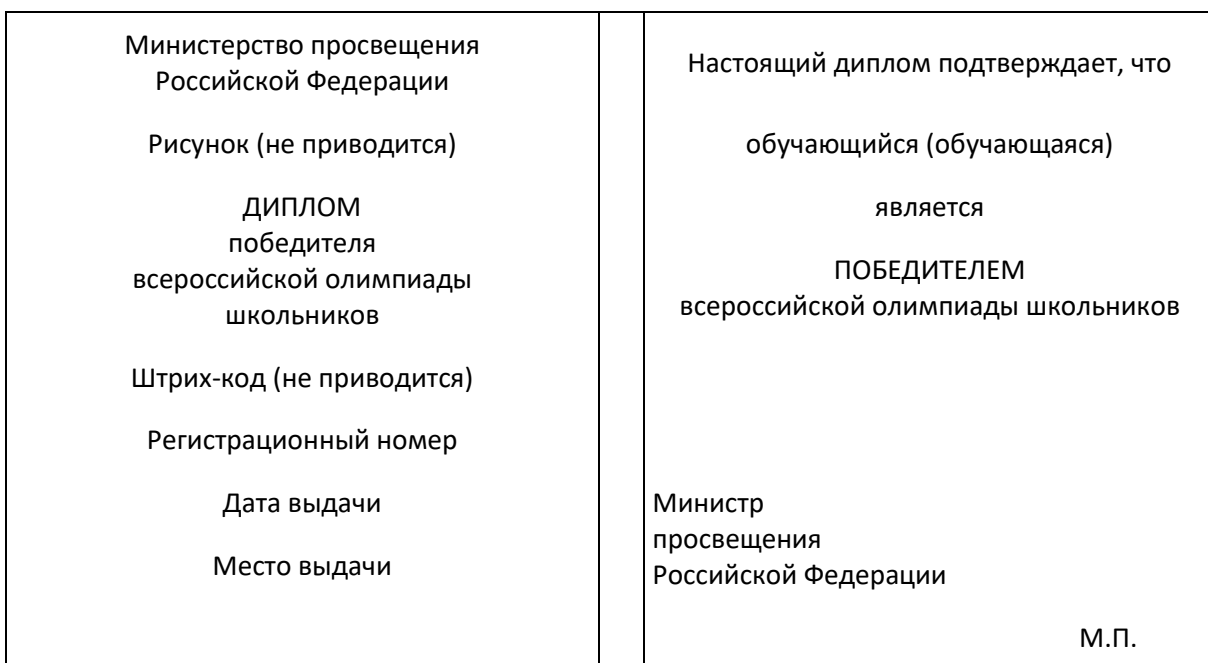 Министерство просвещения
Российской Федерации
Рисунок (не приводится)
ДИПЛОМ
победителя
всероссийской олимпиады
школьников
Штрих-код (не приводится)
Регистрационный номер
Дата выдачи
Место выдачи
Настоящий диплом подтверждает, что
обучающийся (обучающаяся)
является
ПОБЕДИТЕЛЕМ
всероссийской олимпиады школьников
Министр
просвещения
Российской Федерации
М.П.